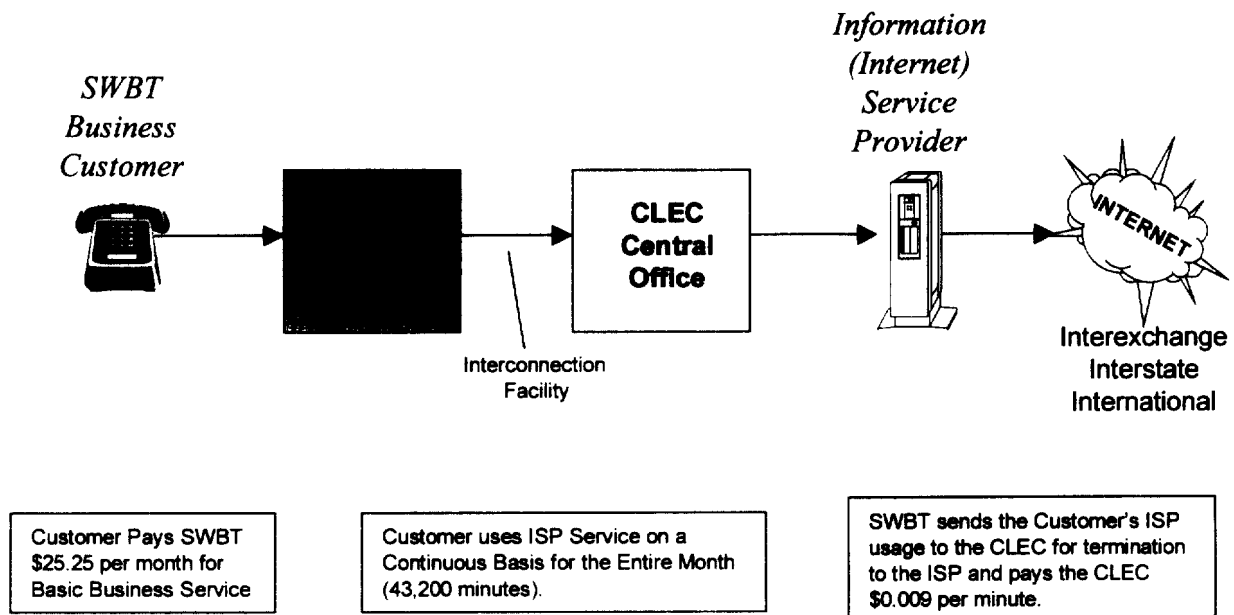 SWBT
Business
Customer
CLEC
Central
Office
Information
(Internet)
Service
Provider
INTERNET
Interconnection
Facility
Interexchange
Interstate
International
Customer Pays SWBT
$25.25 per month for
Basic Business Service
Customer uses ISP Service on a
Continuous Basis for the Entire Month
(43,200 minutes).
SWBT sends the Customer's ISP
usage to the CLEC for termination
to the ISP and pays the CLEC
$0.009 per minute.